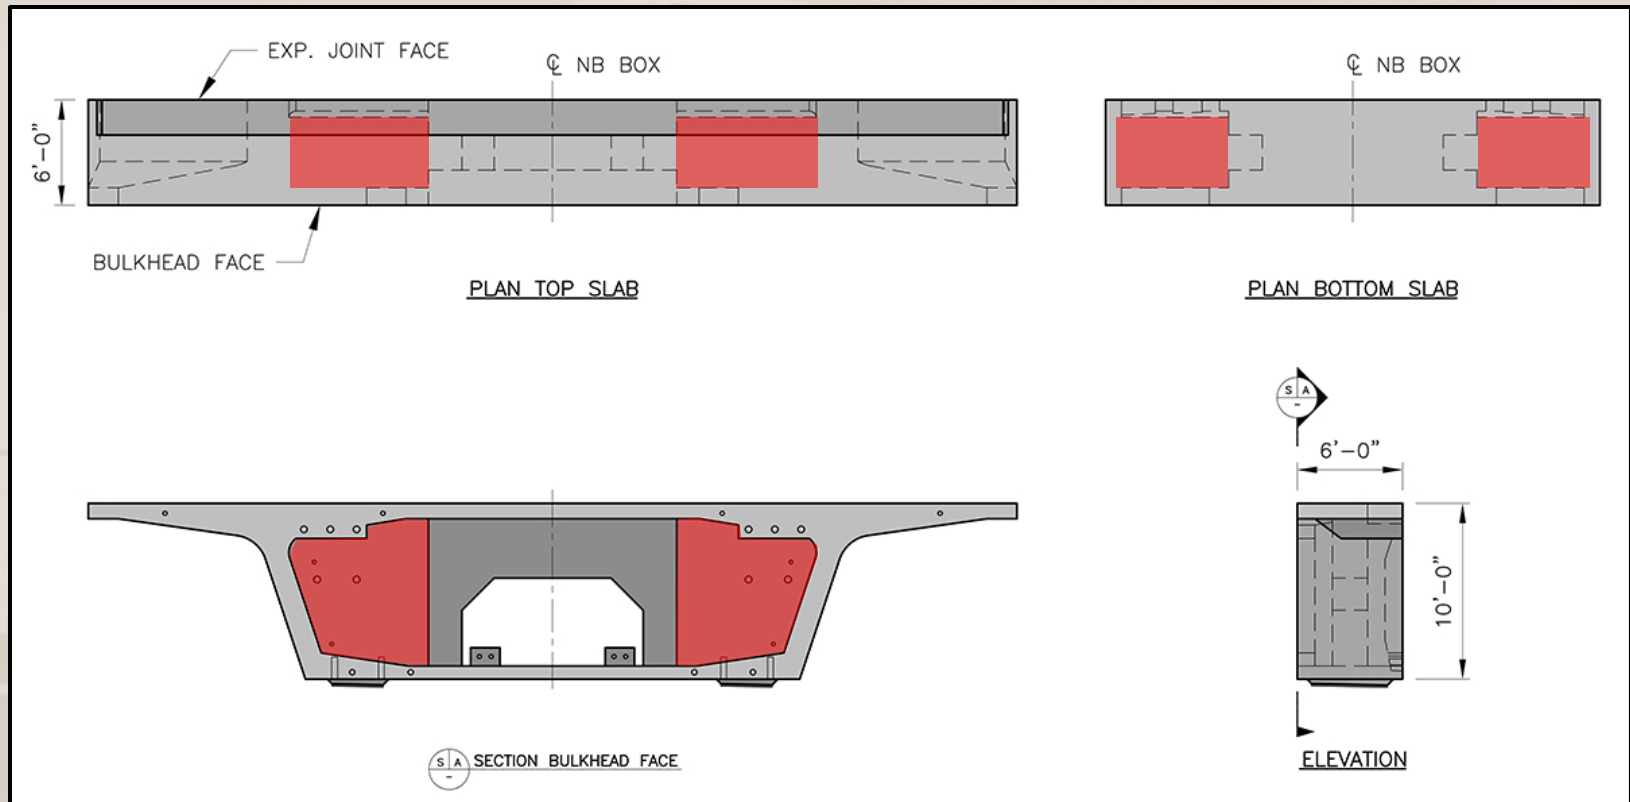 EXP. JOINT FACE
℄ NB BOX
℄ NB BOX
6'-0"
BULKHEAD FACE
PLAN TOP SLAB
PLAN BOTTOM SLAB
S A
-
6'-0"
10'-0"
S A
-
SECTION BULKHEAD FACE
ELEVATION